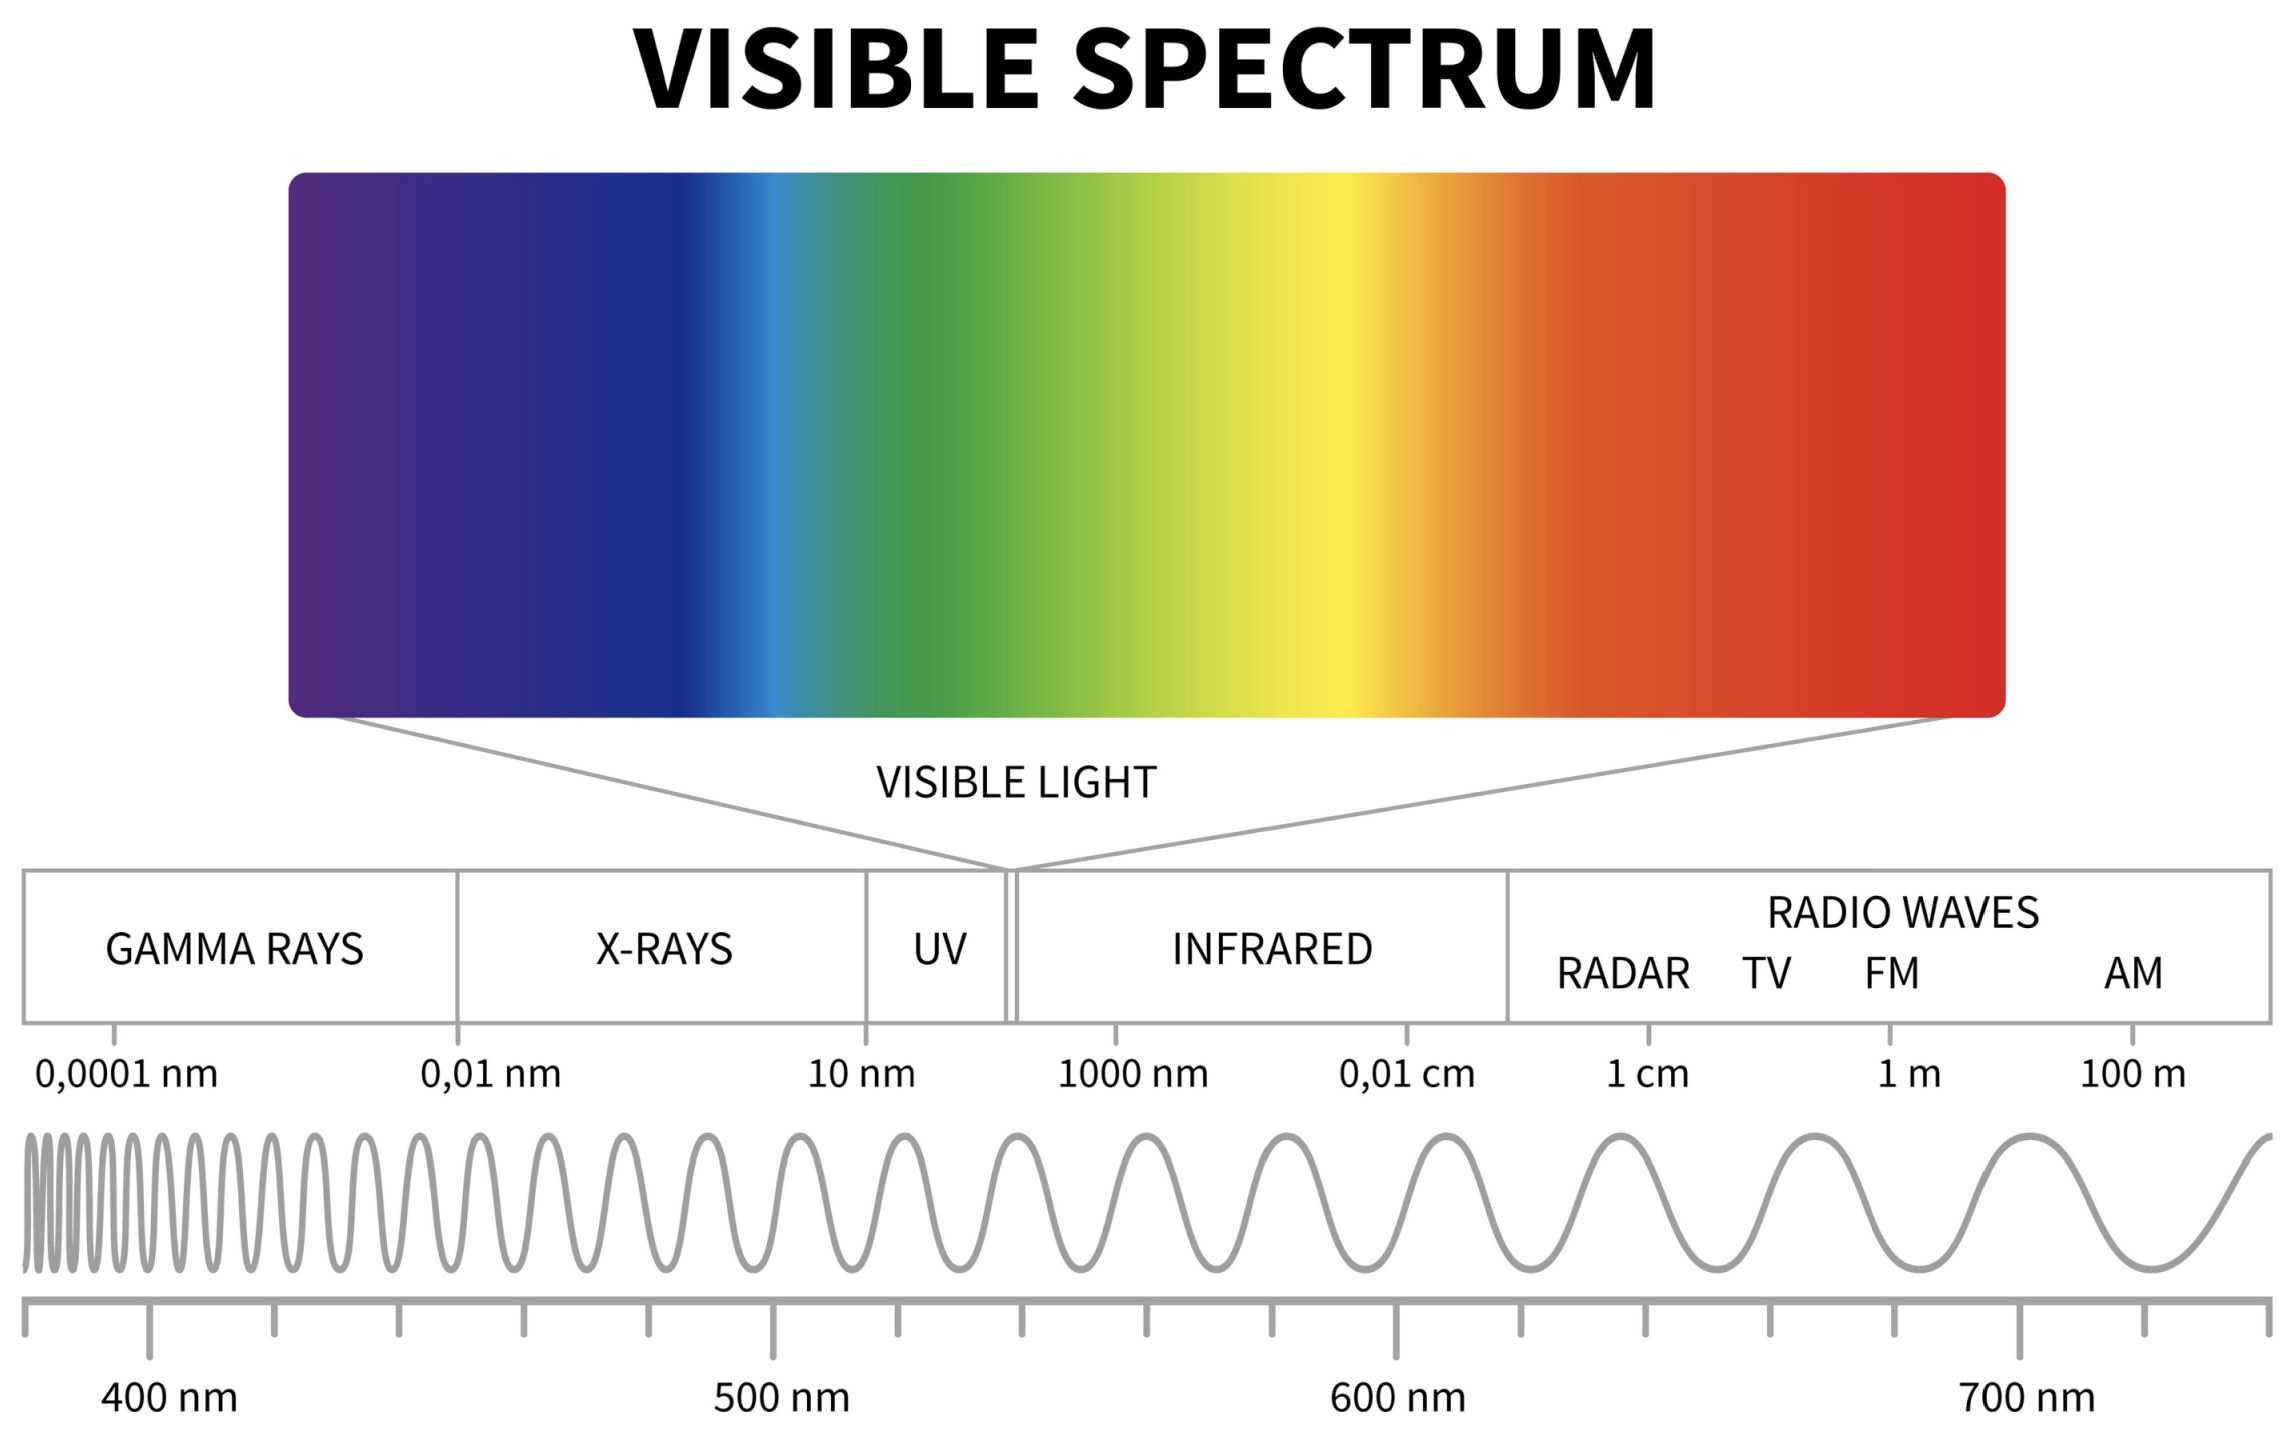 VISIBLE SPECTRUM
VISIBLE LIGHT
GAMMA RAYS X-RAYS UV INFRARED RADIO WAVES
RADAR TV FM AM
0,0001 nm 0,01 nm 10 nm 1000 nm 0,01 cm 1 cm 1 m 100 m
400 nm 500 nm 600 nm 700 nm